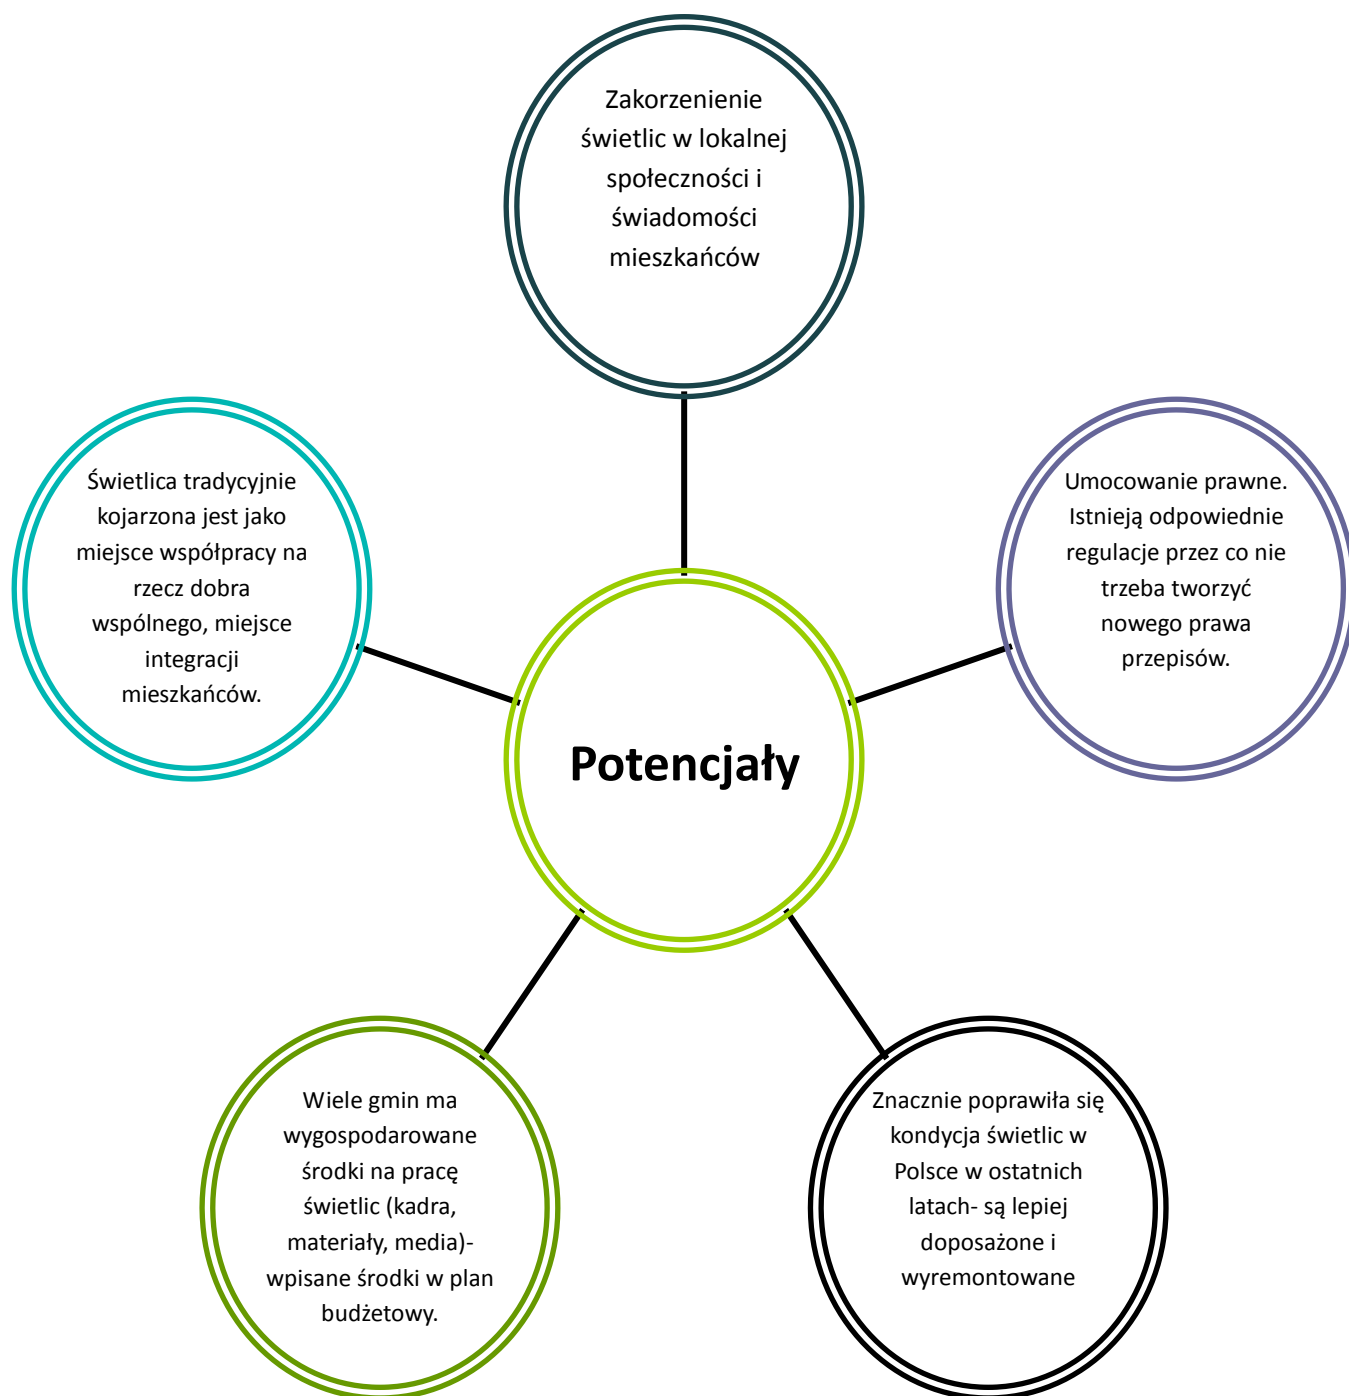 Zakorzenienie
świetlic w lokalnej
społeczności i
świadomości
mieszkańców
Świetlica tradycyjnie
kojarzona jest jako
miejsce współpracy na
rzecz dobra
wspólnego, miejsce
integracji
mieszkańców.
Umocowanie prawne.
Istnieją odpowiednie
regulacje przez co nie
trzeba tworzyć
nowego prawa
przepisów.
Potencjały
Wiele gmin ma
wygospodarowane
środki na pracę
świetlic (kadra,
materiały, media)-
wpisane środki w plan
budżetowy.
Znacznie poprawiła się
kondycja świetlic w
Polsce w ostatnich
latach- są lepiej
doposażone i
wyremontowane